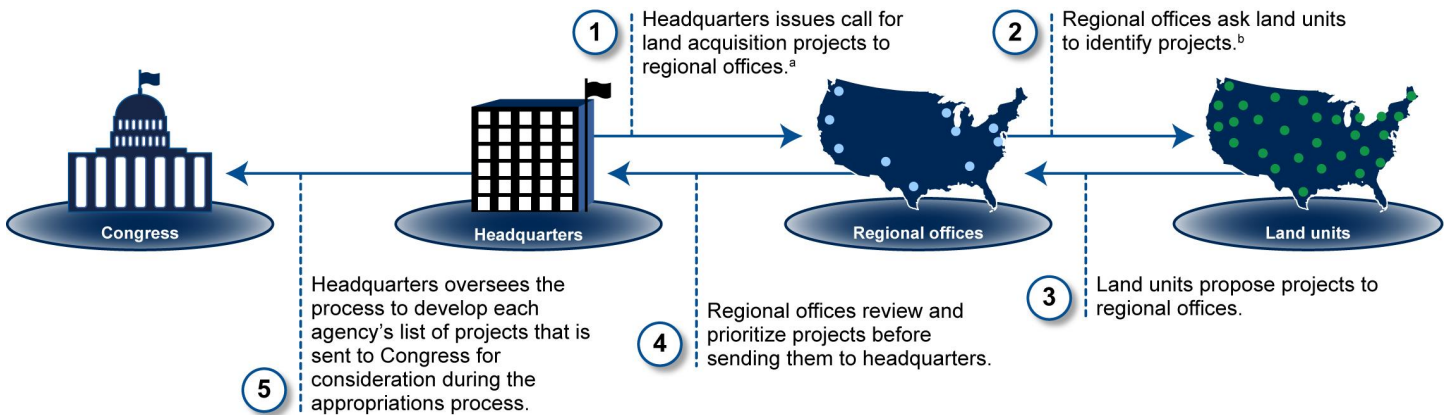 1
Headquarters issues call for
land acquisition projects to
regional offices.ᵃ
2
Regional offices ask land units
to identify projects.ᵇ
Congress
Headquarters
Regional offices
Land units
3
Land units propose projects to
regional offices.
4
Regional offices review and
prioritize projects before
sending them to headquarters.
5
Headquarters oversees the
process to develop each
agency’s list of projects that is
sent to Congress for
consideration during the
appropriations process.